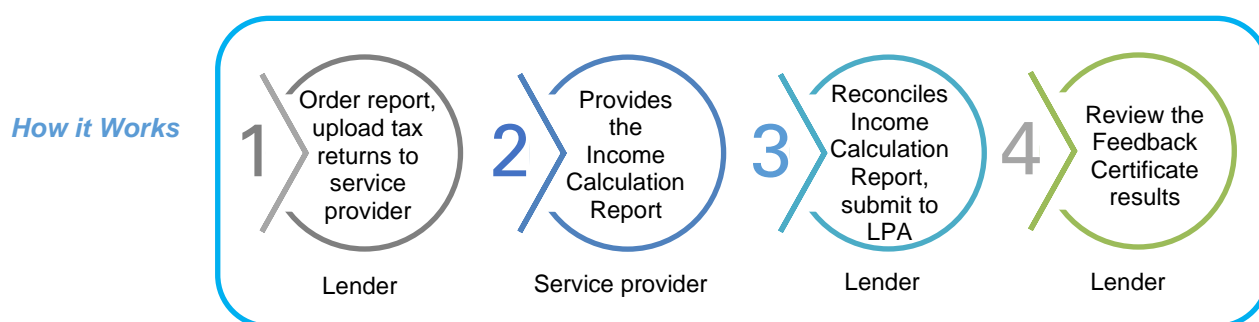 How it Works
1
Order report,
upload tax
returns to
service
provider
Lender
2
Provides
the
Income
Calculation
Report
Service provider
3
Reconciles
Income
Calculation
Report,
submit to
LPA
Lender
4
Review the
Feedback
Certificate
results
Lender